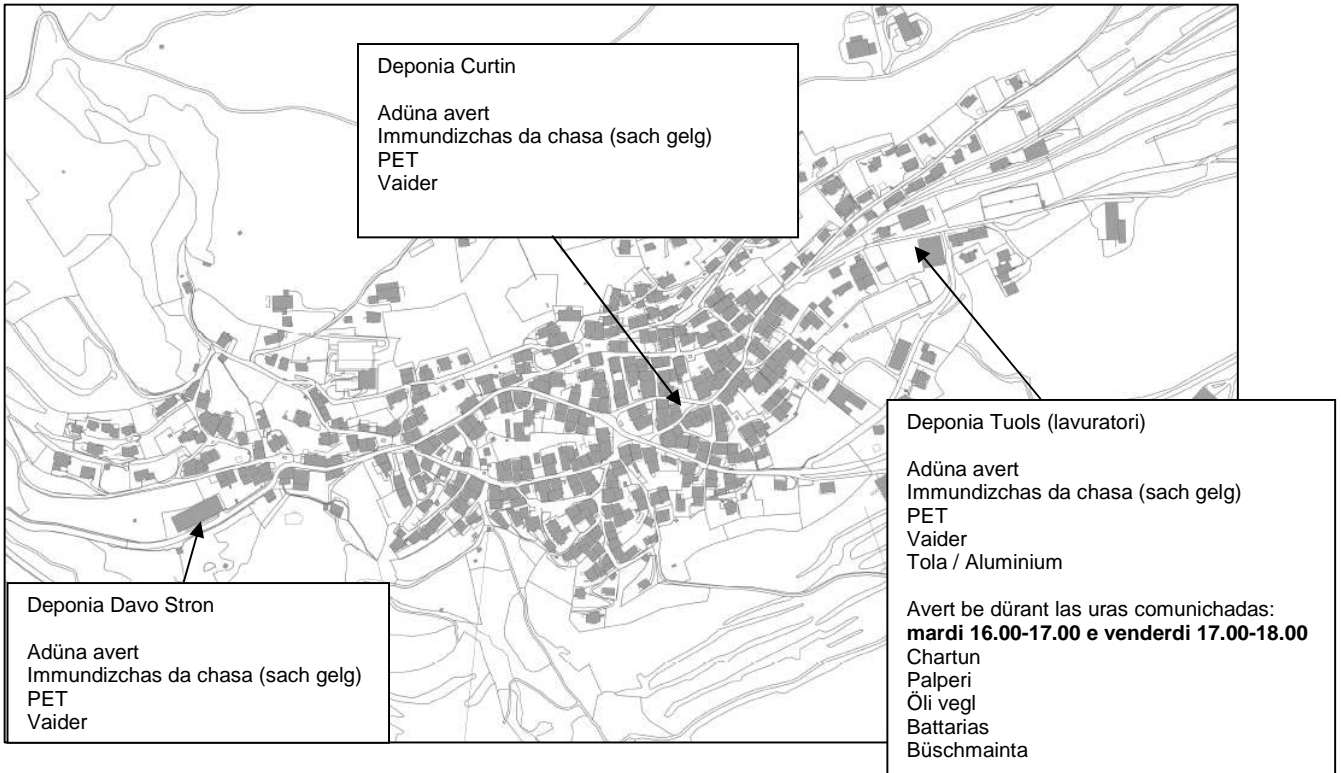 Deponia Curtin
Adüna avert
Immundizchas da chasa (sach gelg)
PET
Vaider
Deponia Tuols (lavuratori)
Adüna avert
Immundizchas da chasa (sach gelg)
PET
Vaider
Tola / Aluminium
Avert be dürant las uras comunichadas:
mardi 16.00-17.00 e venderdi 17.00-18.00
Chartun
Palperi
Öli vegl
Battarias
Büschmainta
Deponia Davo Stron
Adüna avert
Immundizchas da chasa (sach gelg)
PET
Vaider